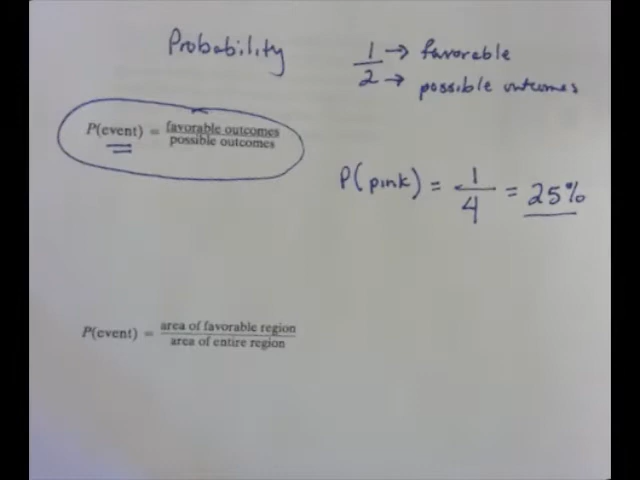 Probability
1/2 → favorable
→ possible outcomes
P(event) = favorable outcomes / possible outcomes
P(pink) = 1/4 = 25%
P(event) = area of favorable region / area of entire region